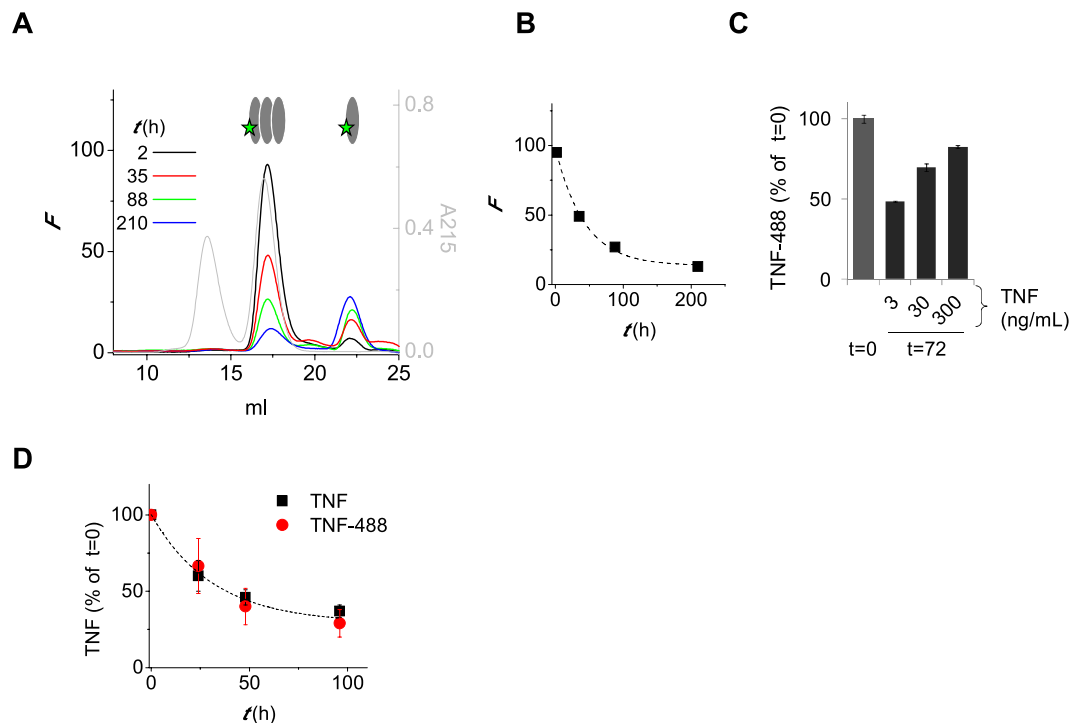 A
t(h)
2
35
88
210
F
100
50
0
0.8
0.4
0.0
A215
10
15
20
25
ml
B
F
100
50
0
0
100
200
t(h)
C
TNF-488 (% of t=0)
100
50
0
3
30
300
t=0
t=72
TNF
(ng/mL)
D
TNF (% of t=0)
100
50
0
TNF
TNF-488
0
50
100
t(h)